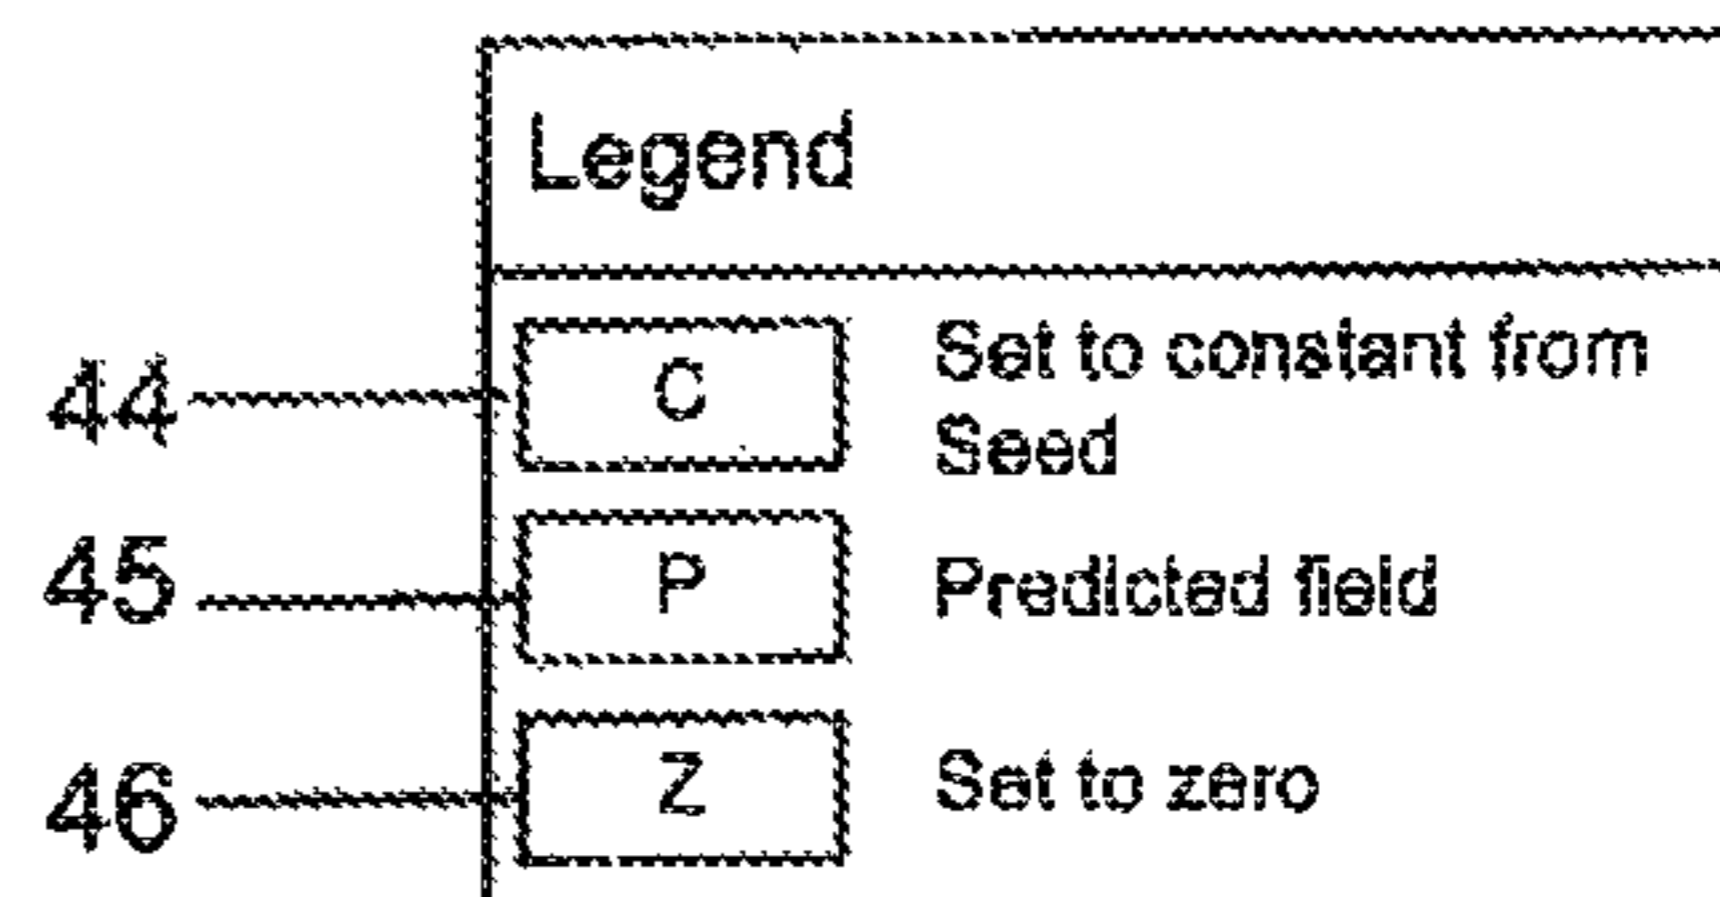 Legend
44 C Set to constant from
Seed
45 P Predicted field
46 Z Set to zero